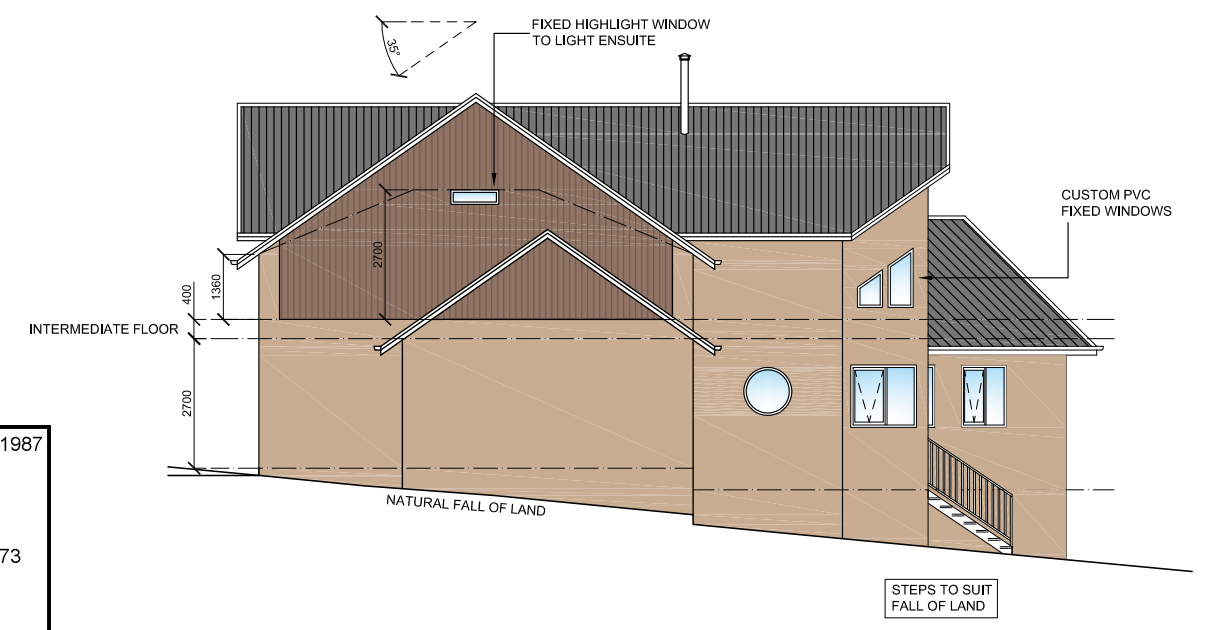 FIXED HIGHLIGHT WINDOW
TO LIGHT ENSUITE
35°
CUSTOM PVC
FIXED WINDOWS
2700
1360
400
INTERMEDIATE FLOOR
2700
1987
NATURAL FALL OF LAND
73
STEPS TO SUIT
FALL OF LAND